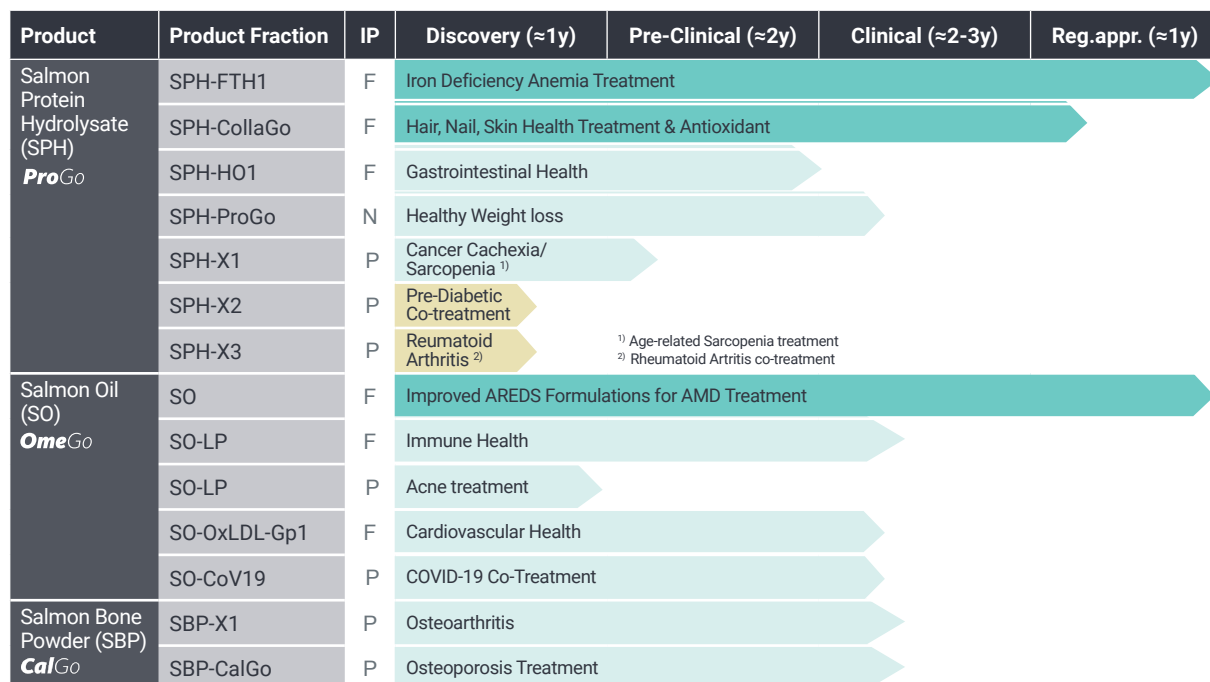 Product Product Fraction IP Discovery (≈1y) Pre-Clinical (≈2y) Clinical (≈2-3y) Reg.appr. (≈1y)
Salmon
Protein
Hydrolysate
(SPH)
ProGo
SPH-FTH1 F Iron Deficiency Anemia Treatment
SPH-CollaGo F Hair, Nail, Skin Health Treatment & Antioxidant
SPH-HO1 F Gastrointestinal Health
SPH-ProGo N Healthy Weight loss
SPH-X1 P Cancer Cachexia/
Sarcopenia 1)
SPH-X2 P Pre-Diabetic
Co-treatment
SPH-X3 P Reumatoid
Arthritis 2)
1) Age-related Sarcopenia treatment
2) Rheumatoid Artritis co-treatment
Salmon Oil
(SO)
OmeGo
SO F Improved AREDS Formulations for AMD Treatment
SO-LP F Immune Health
SO-LP P Acne treatment
SO-OxLDL-Gp1 F Cardiovascular Health
SO-CoV19 P COVID-19 Co-Treatment
Salmon Bone
Powder (SBP)
CalGo
SBP-X1 P Osteoarthritis
SBP-CalGo P Osteoporosis Treatment